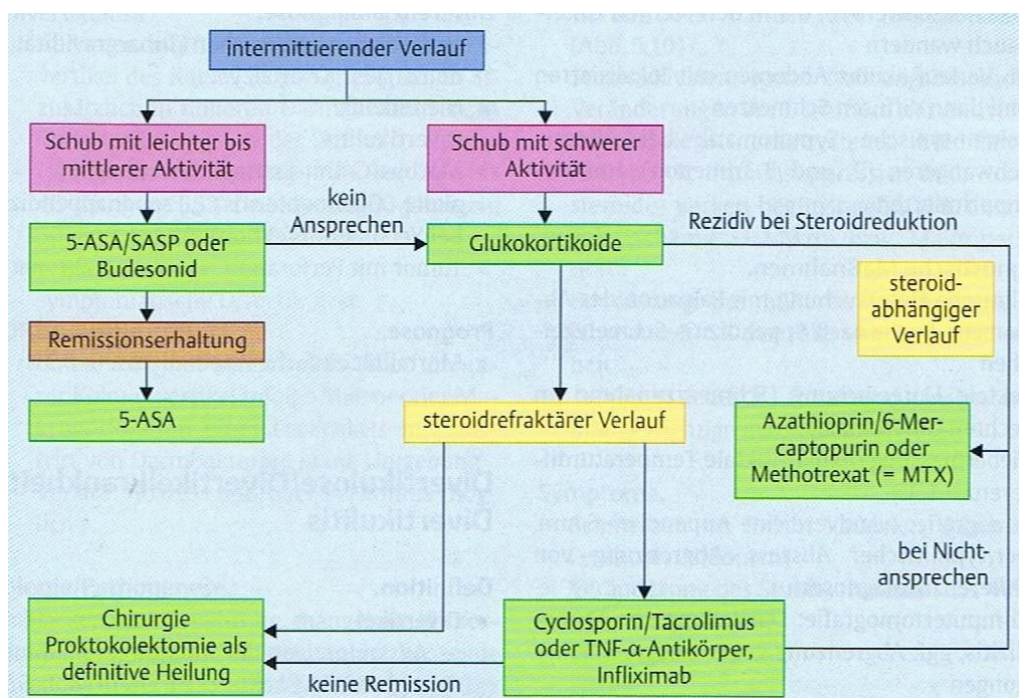 intermittierender Verlauf
Schub mit leichter bis
mittlerer Aktivität
Schub mit schwerer
Aktivität
kein
Ansprechen
Rezidiv bei Steroidreduktion
5-ASA/SASP oder
Budesonid
Glukokortikoide
steroid-
abhängiger
Verlauf
Remissionserhaltung
5-ASA
steroidrefraktärer Verlauf
Azathioprin/6-Mer-
captopurin oder
Methotrexat (= MTX)
bei Nicht-
ansprechen
Chirurgie
Proktokolektomie als
definitive Heilung
Cyclosporin/Tacrolimus
oder TNF-α-Antikörper,
Infliximab
keine Remission